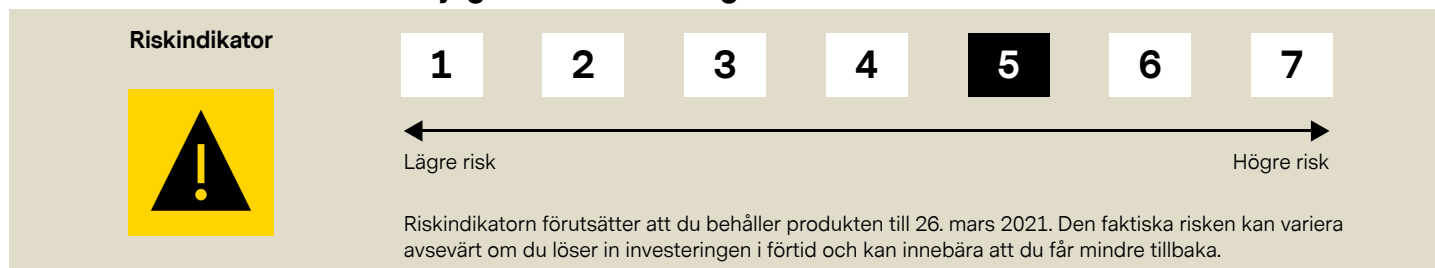 Riskindikator
1 2 3 4 5 6 7
Lägre risk Högre risk
Riskindikatorn förutsätter att du behåller produkten till 26. mars 2021. Den faktiska risken kan variera
avsevärt om du löser in investeringen i förtid och kan innebära att du får mindre tillbaka.